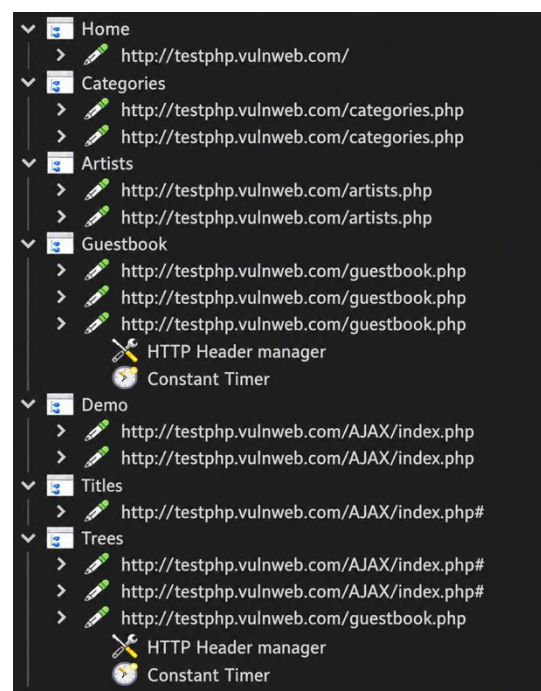 Home
http://testphp.vulnweb.com/
Categories
http://testphp.vulnweb.com/categories.php
http://testphp.vulnweb.com/categories.php
Artists
http://testphp.vulnweb.com/artists.php
http://testphp.vulnweb.com/artists.php
Guestbook
http://testphp.vulnweb.com/guestbook.php
http://testphp.vulnweb.com/guestbook.php
http://testphp.vulnweb.com/guestbook.php
HTTP Header manager
Constant Timer
Demo
http://testphp.vulnweb.com/AJAX/index.php
http://testphp.vulnweb.com/AJAX/index.php
Titles
http://testphp.vulnweb.com/AJAX/index.php#
Trees
http://testphp.vulnweb.com/AJAX/index.php#
http://testphp.vulnweb.com/AJAX/index.php#
http://testphp.vulnweb.com/guestbook.php
HTTP Header manager
Constant Timer